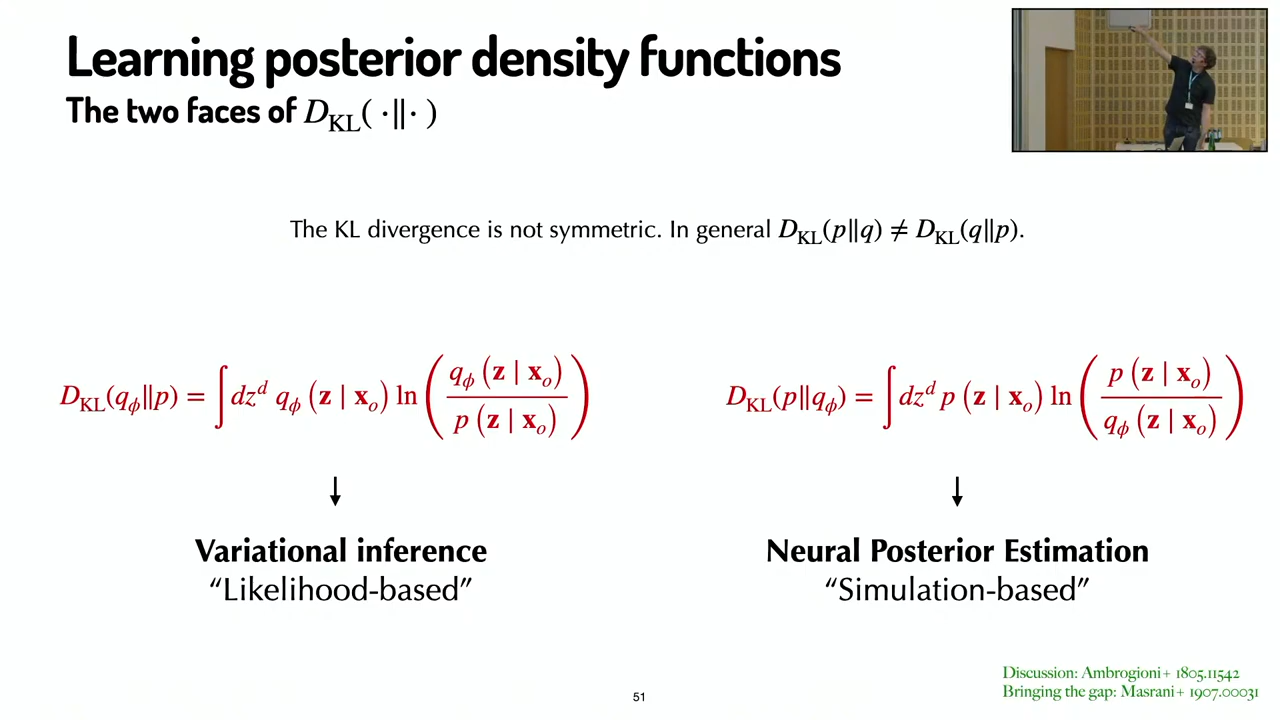 Learning posterior density functions
The two faces of D_KL( ·∥· )
The KL divergence is not symmetric. In general D_KL(p∥q) ≠ D_KL(q∥p).
D_KL(q_ϕ∥p) = ∫dz^d q_ϕ (z | x_o) ln ( q_ϕ (z | x_o) / p (z | x_o) )
D_KL(p∥q_ϕ) = ∫dz^d p (z | x_o) ln ( p (z | x_o) / q_ϕ (z | x_o) )
↓
↓
Variational inference
“Likelihood-based”
Neural Posterior Estimation
“Simulation-based”
Discussion: Ambrogioni+ 1805.11542
Bringing the gap: Masrani+ 1907.00031
51